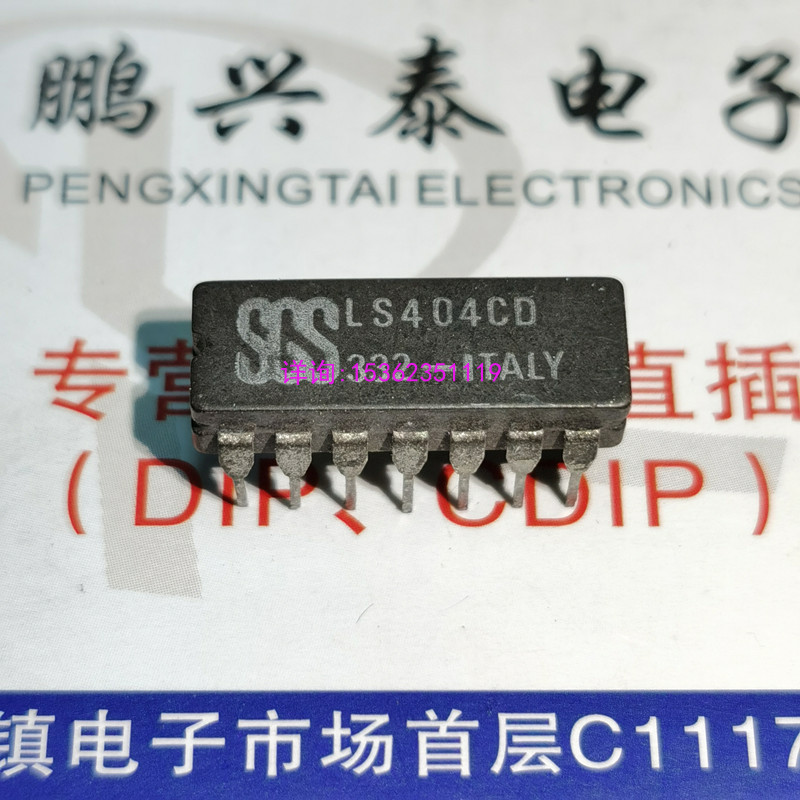 鹏兴泰电子
PENGXINGTAI ELECTRONICS
SGS LS404CD
332-ITALY
详询:15362351119
专营 直插
(DIP、CDIP)
镇电子市场首层C1117